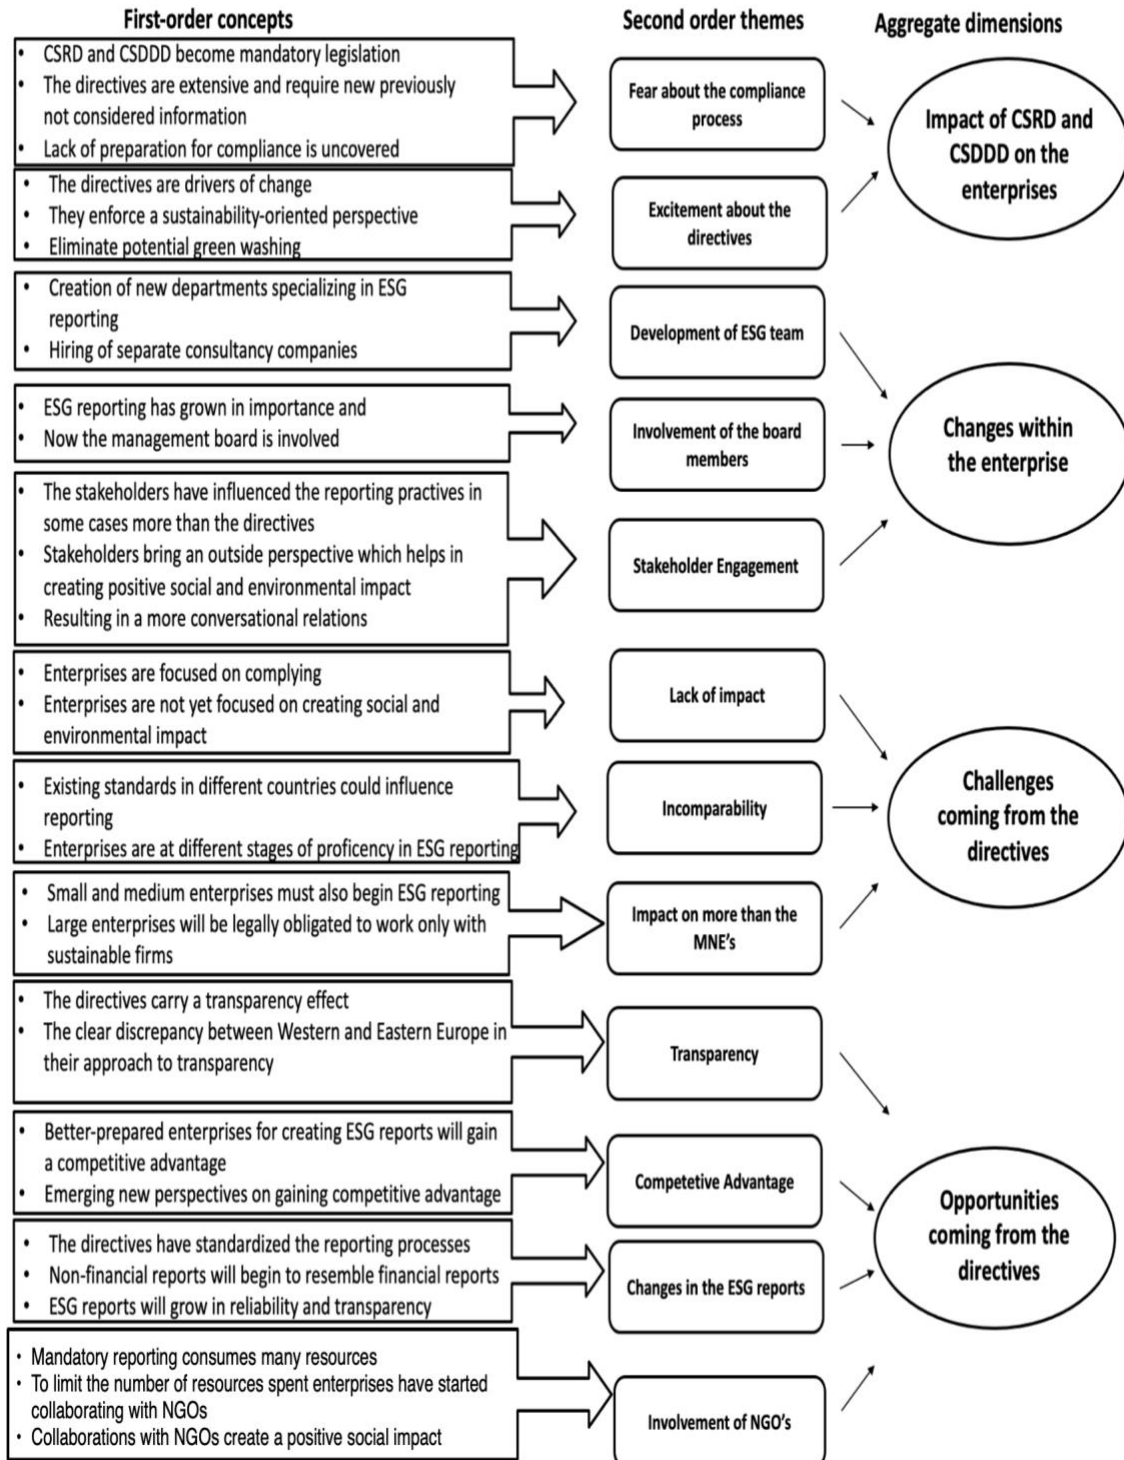 First-order concepts
Second order themes
Aggregate dimensions
• CSRD and CSDDD become mandatory legislation
• The directives are extensive and require new previously
not considered information
• Lack of preparation for compliance is uncovered
Fear about the compliance
process
Impact of CSRD and
CSDDD on the
enterprises
• The directives are drivers of change
• They enforce a sustainability-oriented perspective
• Eliminate potential green washing
Excitement about the
directives
• Creation of new departments specializing in ESG
reporting
• Hiring of separate consultancy companies
Development of ESG team
• ESG reporting has grown in importance and
• Now the management board is involved
Involvement of the board
members
Changes within
the enterprise
• The stakeholders have influenced the reporting practives in
some cases more than the directives
• Stakeholders bring an outside perspective which helps in
creating positive social and environmental impact
• Resulting in a more conversational relations
Stakeholder Engagement
• Enterprises are focused on complying
• Enterprises are not yet focused on creating social and
environmental impact
Lack of impact
• Existing standards in different countries could influence
reporting
• Enterprises are at different stages of proficency in ESG reporting
Incomparability
Challenges
coming from the
directives
• Small and medium enterprises must also begin ESG reporting
• Large enterprises will be legally obligated to work only with
sustainable firms
Impact on more than the
MNE's
• The directives carry a transparency effect
• The clear discrepancy between Western and Eastern Europe in
their approach to transparency
Transparency
• Better-prepared enterprises for creating ESG reports will gain
a competitive advantage
• Emerging new perspectives on gaining competitive advantage
Competetive Advantage
Opportunities
coming from the
directives
• The directives have standardized the reporting processes
• Non-financial reports will begin to resemble financial reports
• ESG reports will grow in reliability and transparency
Changes in the ESG reports
• Mandatory reporting consumes many resources
• To limit the number of resources spent enterprises have started
collaborating with NGOs
• Collaborations with NGOs create a positive social impact
Involvement of NGO's